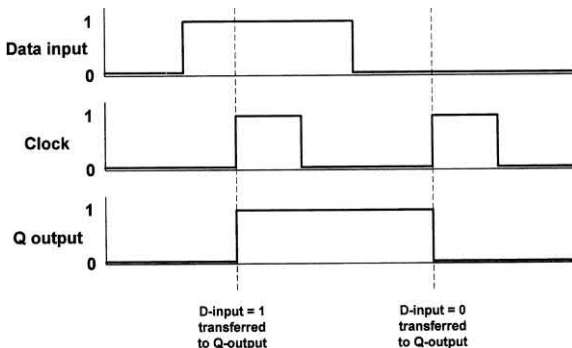 1
Data input
0
1
Clock
0
1
Q output
0
D-input = 1
transferred
to Q-output
D-input = 0
transferred
to Q-output